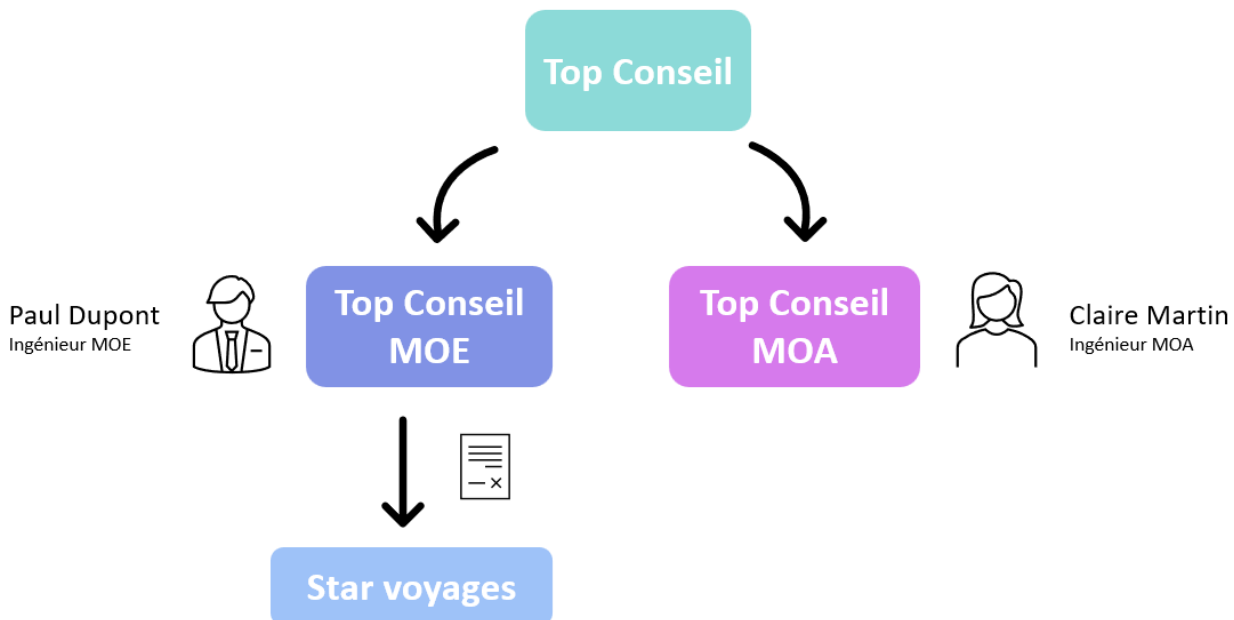 Top Conseil
Top Conseil
MOE
Top Conseil
MOA
Paul Dupont
Ingénieur MOE
Claire Martin
Ingénieur MOA
Star voyages